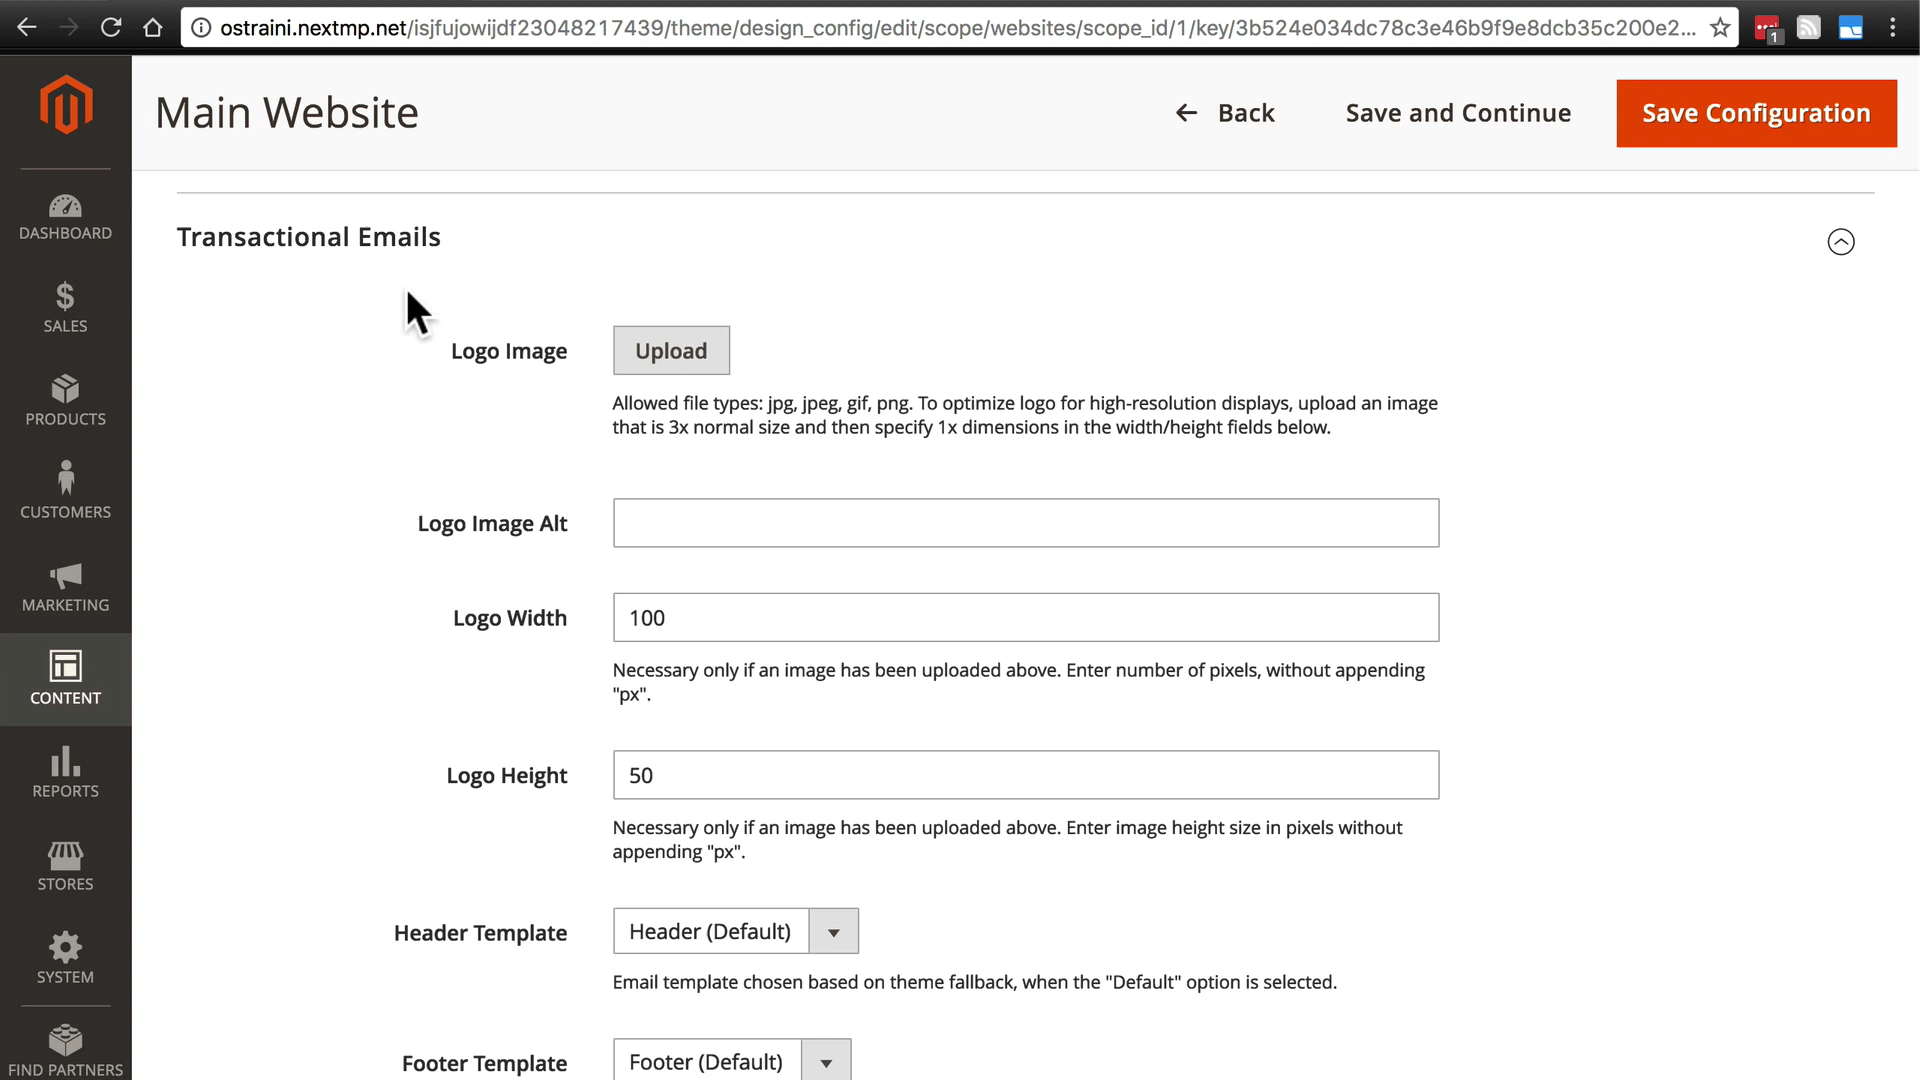 ostraini.nextmp.net/isjfujowijdf23048217439/theme/design_config/edit/scope/websites/scope_id/1/key/3b524e034dc78c3e46b9f9e8dcb35c200e2...
1
Main Website
Back
Save and Continue
Save Configuration
DASHBOARD
SALES
PRODUCTS
CUSTOMERS
MARKETING
CONTENT
REPORTS
STORES
SYSTEM
FIND PARTNERS
Transactional Emails
Logo Image
Upload
Allowed file types: jpg, jpeg, gif, png. To optimize logo for high-resolution displays, upload an image
that is 3x normal size and then specify 1x dimensions in the width/height fields below.
Logo Image Alt
Logo Width
100
Necessary only if an image has been uploaded above. Enter number of pixels, without appending
"px".
Logo Height
50
Necessary only if an image has been uploaded above. Enter image height size in pixels without
appending "px".
Header Template
Header (Default)
Email template chosen based on theme fallback, when the "Default" option is selected.
Footer Template
Footer (Default)